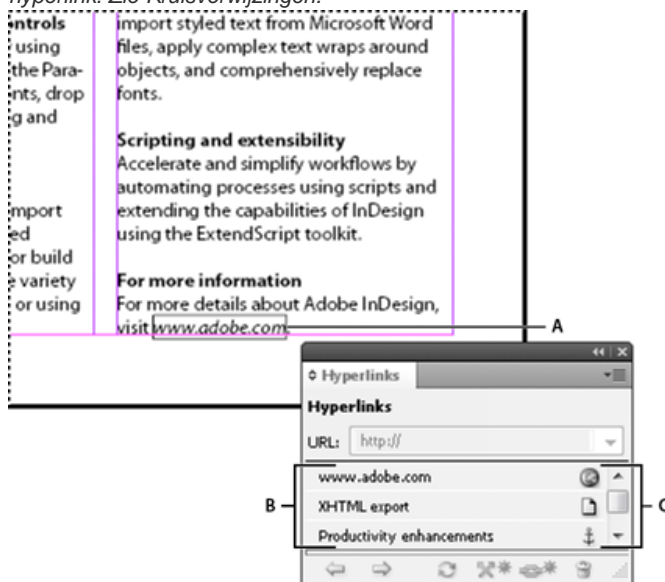 hyperlink. Zie Kruisverwijzingen.
ntrols
using
the Para-
nts, drop
g and
mport
ed
or build
variety
or using
import styled text from Microsoft Word
files, apply complex text wraps around
objects, and comprehensively replace
fonts.
Scripting and extensibility
Accelerate and simplify workflows by
automating processes using scripts and
extending the capabilities of InDesign
using the ExtendScript toolkit.
For more information
For more details about Adobe InDesign,
visit www.adobe.com.
A
Hyperlinks
Hyperlinks
URL: http://
www.adobe.com
XHTML export
Productivity enhancements
B
C